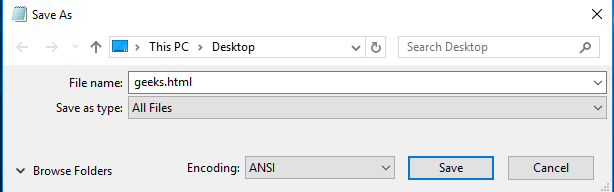 Save As
This PC > Desktop
Search Desktop
File name: geeks.html
Save as type: All Files
Browse Folders
Encoding: ANSI
Save
Cancel